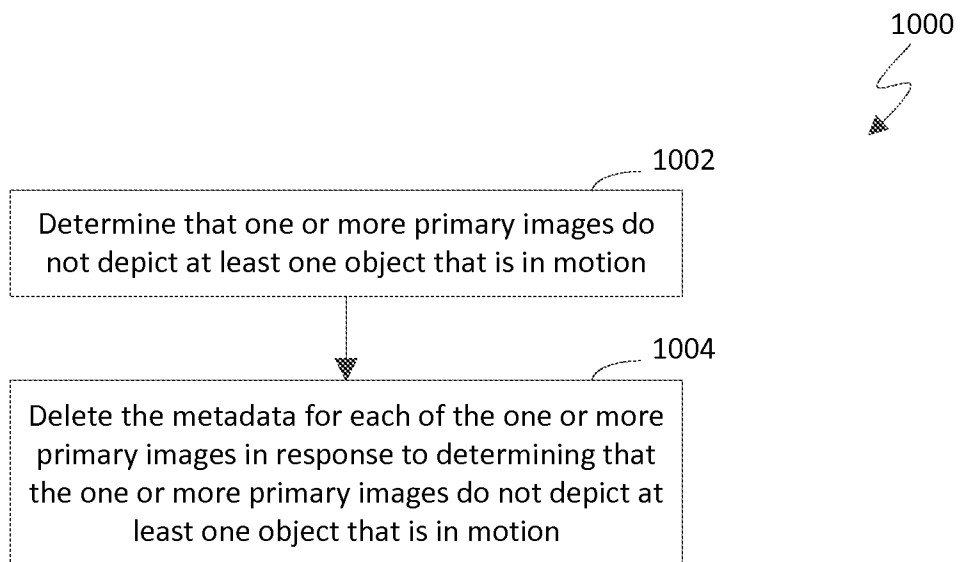 1000
1002
Determine that one or more primary images do
not depict at least one object that is in motion
1004
Delete the metadata for each of the one or more
primary images in response to determining that
the one or more primary images do not depict at
least one object that is in motion